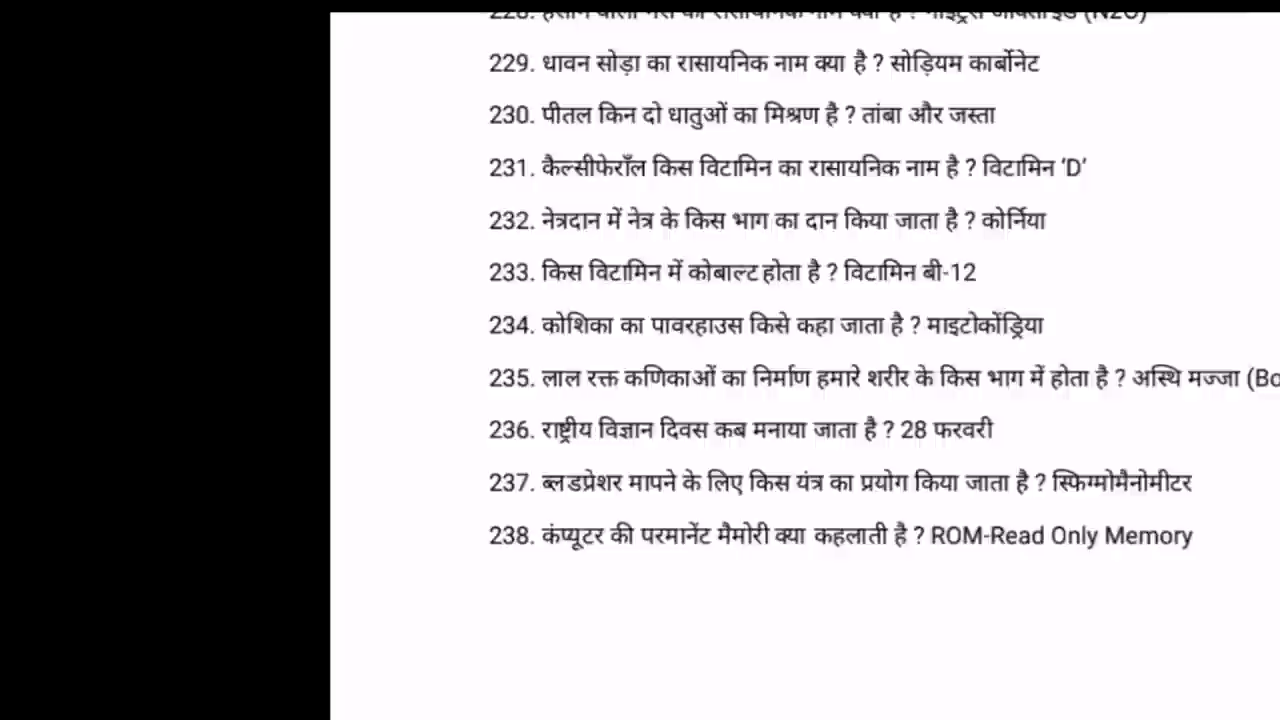 229. धावन सोड़ा का रासायनिक नाम क्या है ? सोड़ियम कार्बोनेट
230. पीतल किन दो धातुओं का मिश्रण है ? तांबा और जस्ता
231. कैल्सीफेरॉल किस विटामिन का रासायनिक नाम है ? विटामिन ‘D’
232. नेत्रदान में नेत्र के किस भाग का दान किया जाता है ? कोर्निया
233. किस विटामिन में कोबाल्ट होता है ? विटामिन बी-12
234. कोशिका का पावरहाउस किसे कहा जाता है ? माइटोकोंड्रिया
235. लाल रक्त कणिकाओं का निर्माण हमारे शरीर के किस भाग में होता है ? अस्थि मज्जा (Bo
236. राष्ट्रीय विज्ञान दिवस कब मनाया जाता है ? 28 फरवरी
237. ब्लडप्रेशर मापने के लिए किस यंत्र का प्रयोग किया जाता है ? स्फिग्मोमैनोमीटर
238. कंप्यूटर की परमानेंट मैमोरी क्या कहलाती है ? ROM-Read Only Memory